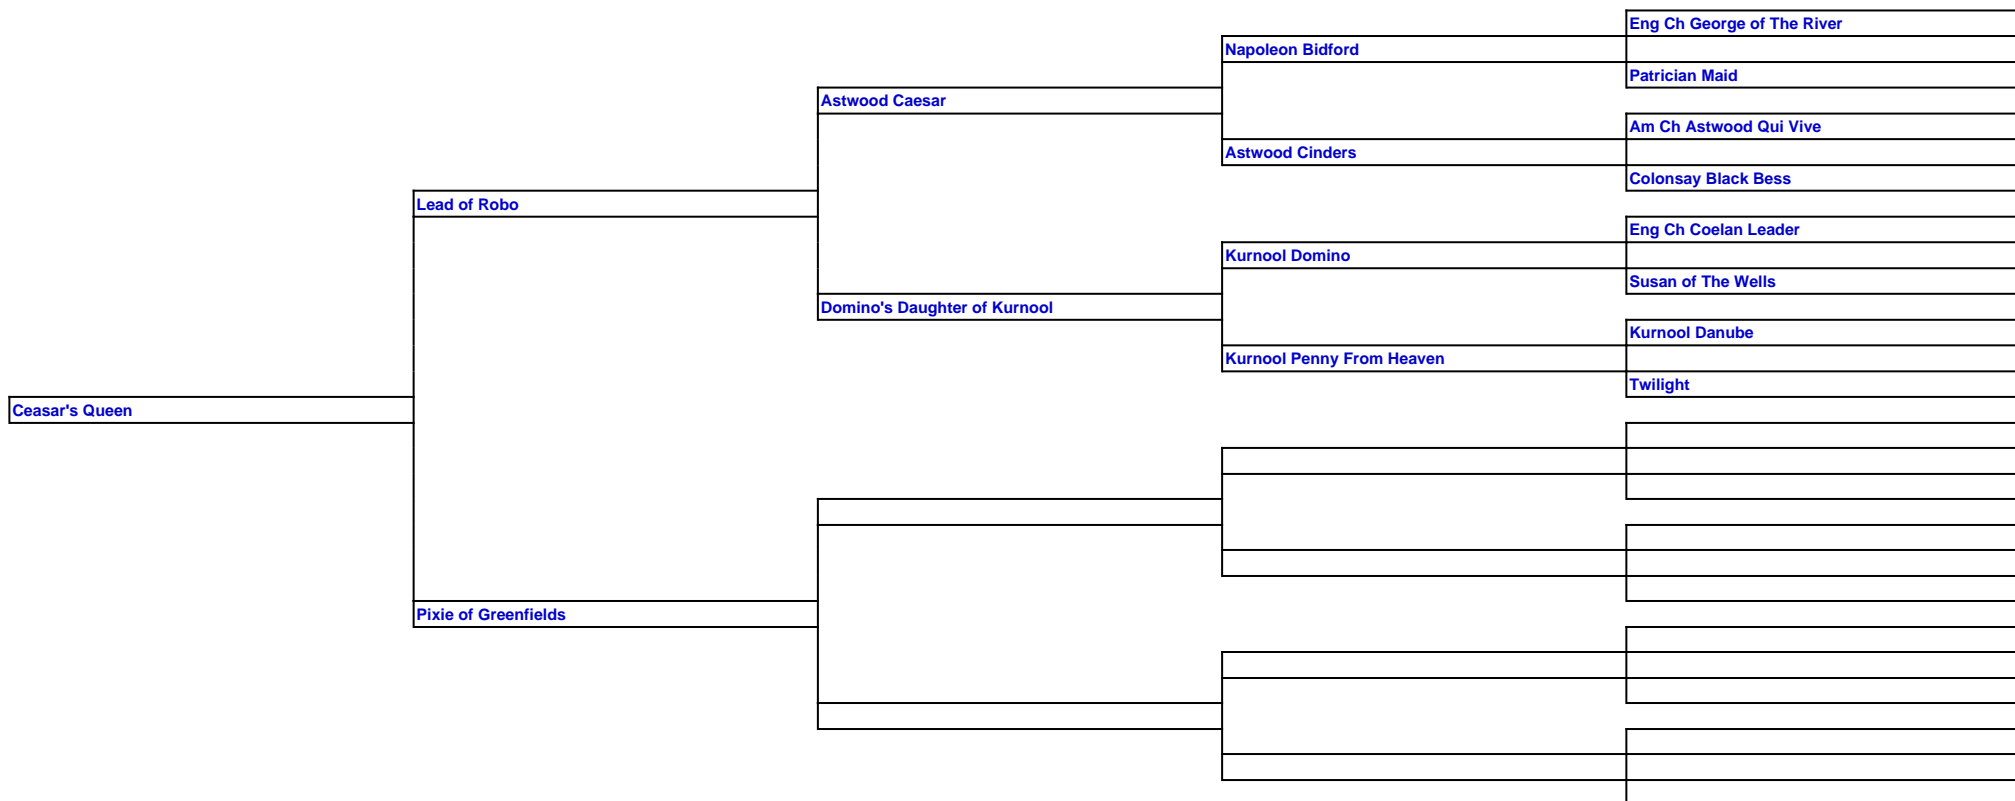 Eng Ch George of The River
Napoleon Bidford
Patrician Maid
Astwood Caesar
Am Ch Astwood Qui Vive
Astwood Cinders
Colonsay Black Bess
Lead of Robo
Eng Ch Coelan Leader
Kurnool Domino
Susan of The Wells
Domino's Daughter of Kurnool
Kurnool Danube
Kurnool Penny From Heaven
Twilight
Ceasar's Queen
Pixie of Greenfields